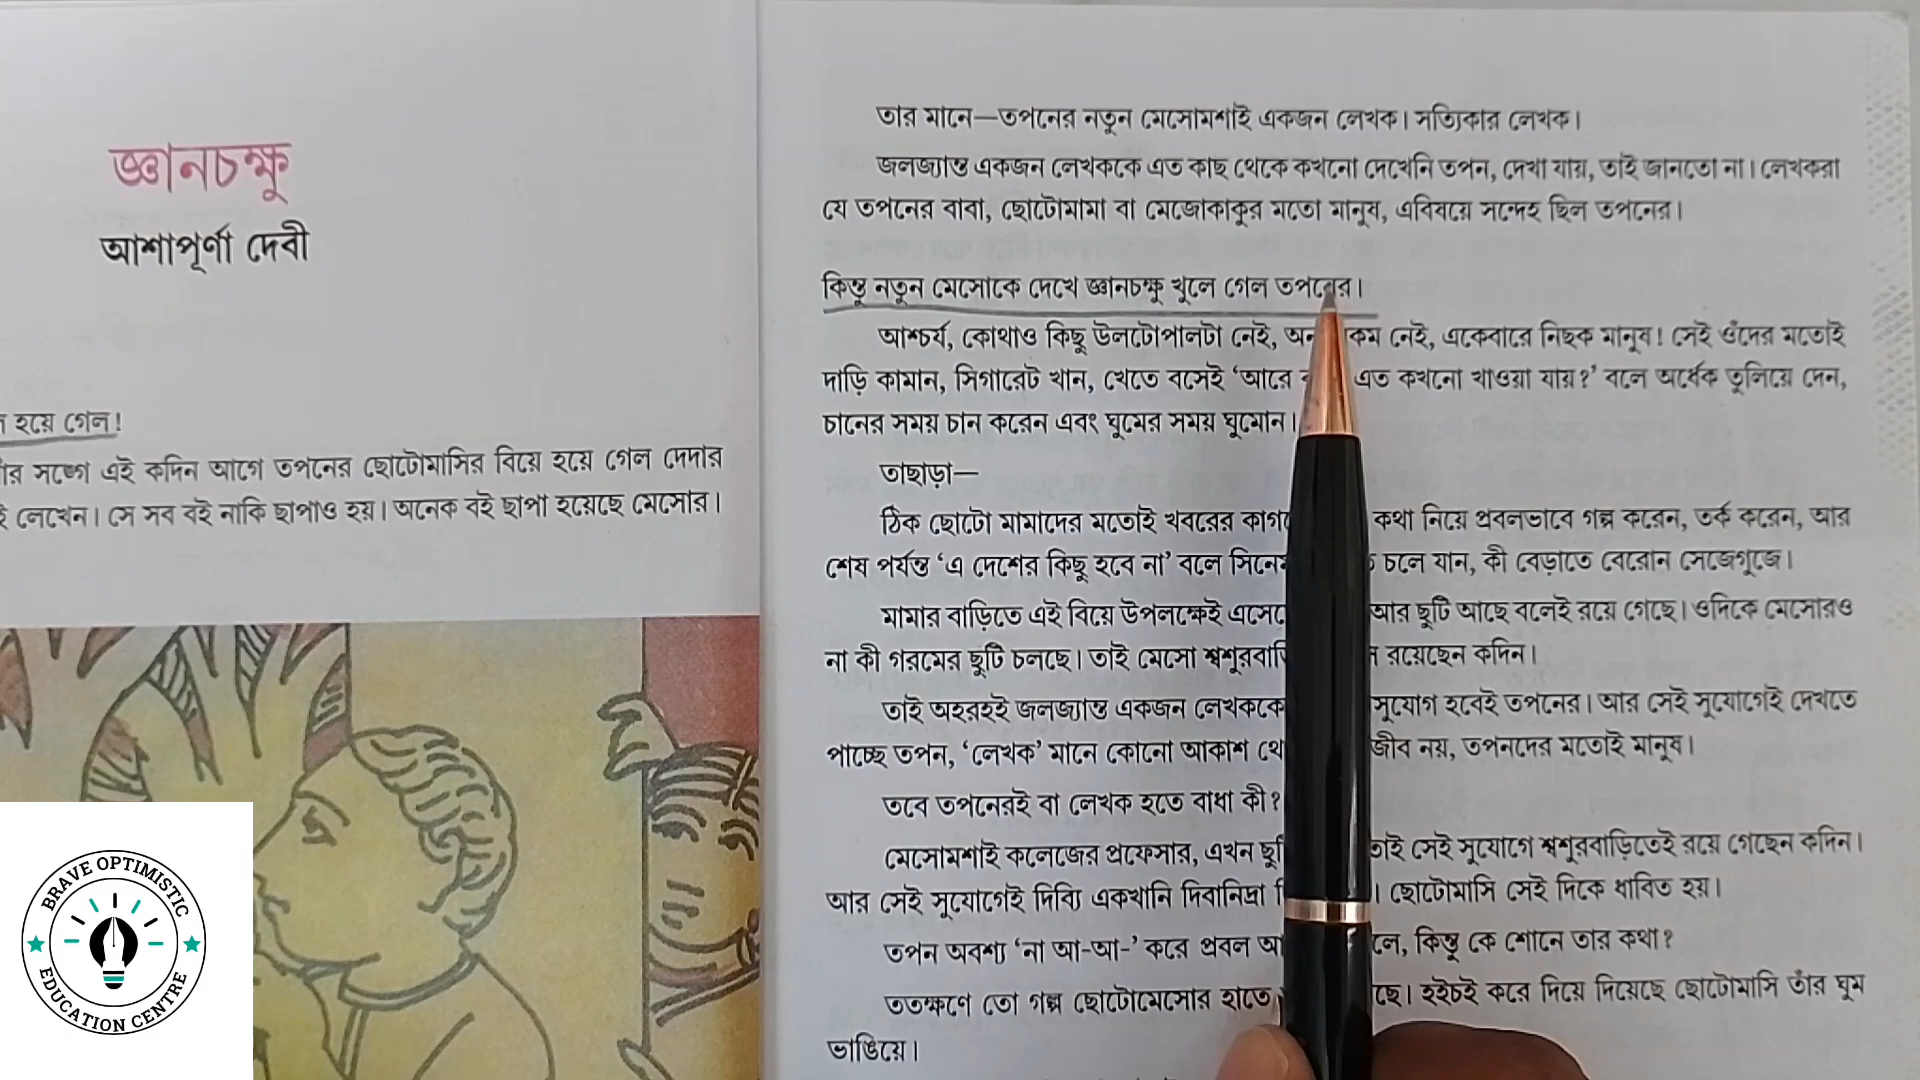 জ্ঞানচক্ষু
আশাপূর্ণা দেবী
হয়ে গেল!
সঙ্গে এই কদিন আগে তপনের ছোটোমাসির বিয়ে হয়ে গেল দেদার
লেখেন। সে সব বই নাকি ছাপাও হয়। অনেক বই ছাপা হয়েছে মেসোর।
তার মানে—তপনের নতুন মেসোমশাই একজন লেখক। সত্যিকার লেখক।
জলজ্যান্ত একজন লেখককে এত কাছ থেকে কখনো দেখেনি তপন, দেখা যায়, তাই জানতো না। লেখকরা
যে তপনের বাবা, ছোটোমামা বা মেজোকাকুর মতো মানুষ, এবিষয়ে সন্দেহ ছিল তপনের।
কিন্তু নতুন মেসোকে দেখে জ্ঞানচক্ষু খুলে গেল তপনের।
আশ্চর্য, কোথাও কিছু উলটোপালটা নেই, নেই, একেবারে নিছক মানুষ! সেই ওঁদের মতোই
দাড়ি কামান, সিগারেট খান, খেতে বসেই ‘আরে এত কখনো খাওয়া যায়?’ বলে অর্ধেক তুলিয়ে দেন,
চানের সময় চান করেন এবং ঘুমের সময় ঘুমোন।
তাছাড়া—
ঠিক ছোটো মামাদের মতোই খবরের কথা নিয়ে প্রবলভাবে গল্প করেন, তর্ক করেন, আর
শেষ পর্যন্ত ‘এ দেশের কিছু হবে না’ বলে চলে যান, কী বেড়াতে বেরোন সেজেগুজে।
মামার বাড়িতে এই বিয়ে উপলক্ষেই আর ছুটি আছে বলেই রয়ে গেছে। ওদিকে মেসোরও
না কী গরমের ছুটি চলছে। তাই মেসো রয়েছেন কদিন।
তাই অহরহই জলজ্যান্ত একজন লেখককে সুযোগ হবেই তপনের। আর সেই সুযোগেই দেখতে
পাচ্ছে তপন, ‘লেখক’ মানে কোনো আকাশ জীব নয়, তপনদের মতোই মানুষ।
তবে তপনেরই বা লেখক হতে বাধা কী?
মেসোমশাই কলেজের প্রফেসার, এখন তাই সেই সুযোগে শ্বশুরবাড়িতেই রয়ে গেছেন কদিন।
আর সেই সুযোগেই দিব্যি একখানি দিবানিদ্রা । ছোটোমাসি সেই দিকে ধাবিত হয়।
তপন অবশ্য ‘না আ-আ-’ করে প্রবল কিন্তু কে শোনে তার কথা?
ততক্ষণে তো গল্প ছোটোমেসোর হাতে হইচই করে দিয়ে দিয়েছে ছোটোমাসি তাঁর ঘুম
ভাঙিয়ে।
BRAVE OPTIMISTIC
EDUCATION CENTRE